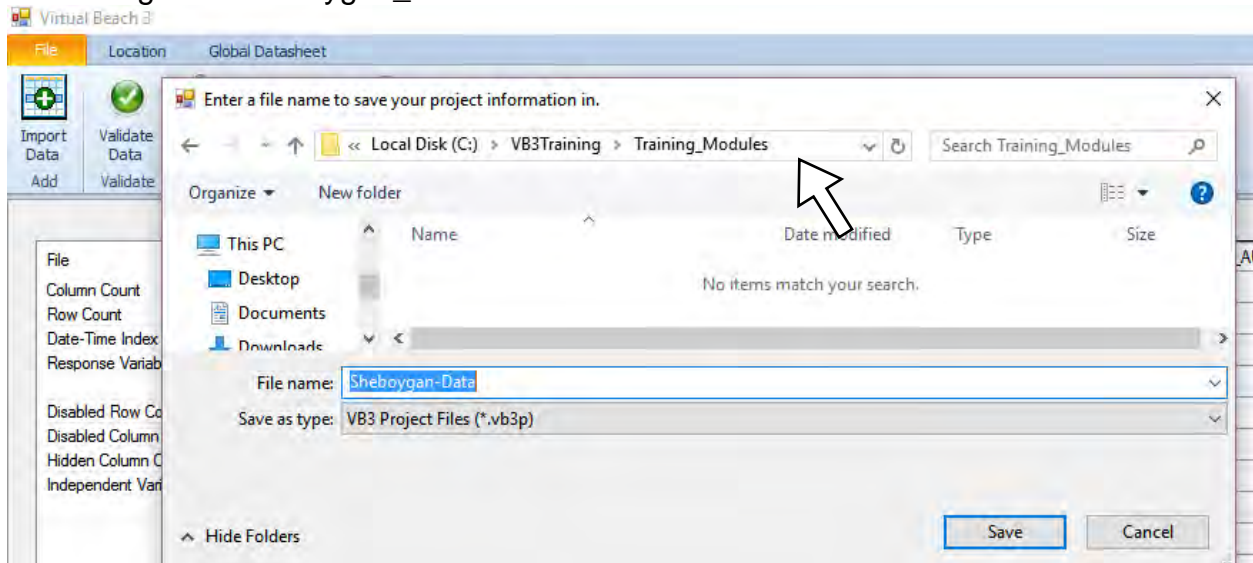 Virtual Beach 3
File Location Global Datasheet
Import Data
Add
Validate Data
Validate
Enter a file name to save your project information in.
« Local Disk (C:) > VB3Training > Training_Modules
Search Training_Modules
Organize New folder
This PC
Desktop
Documents
Downloads
Name Date modified Type Size
No items match your search.
File name: Sheboygan-Data
Save as type: VB3 Project Files (*.vb3p)
Hide Folders
Save Cancel
File
Column Count
Row Count
Date-Time Index
Response Variab
Disabled Row Co
Disabled Column
Hidden Column C
Independent Vari